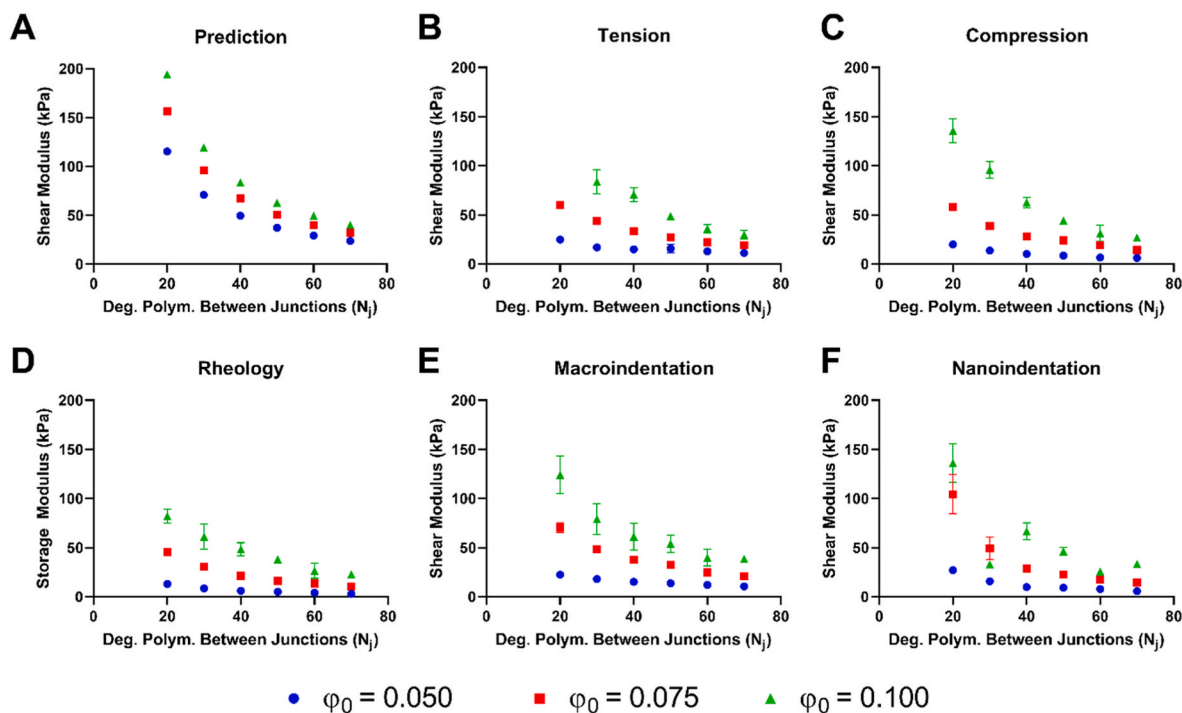 A
Prediction
Shear Modulus (kPa)
200
150
100
50
0
0 20 40 60 80
Deg. Polym. Between Junctions (Nj)
B
Tension
Shear Modulus (kPa)
200
150
100
50
0
0 20 40 60 80
Deg. Polym. Between Junctions (Nj)
C
Compression
Shear Modulus (kPa)
200
150
100
50
0
0 20 40 60 80
Deg. Polym. Between Junctions (Nj)
D
Rheology
Storage Modulus (kPa)
200
150
100
50
0
0 20 40 60 80
Deg. Polym. Between Junctions (Nj)
E
Macroindentation
Shear Modulus (kPa)
200
150
100
50
0
0 20 40 60 80
Deg. Polym. Between Junctions (Nj)
F
Nanoindentation
Shear Modulus (kPa)
200
150
100
50
0
0 20 40 60 80
Deg. Polym. Between Junctions (Nj)
φ0 = 0.050 φ0 = 0.075 φ0 = 0.100